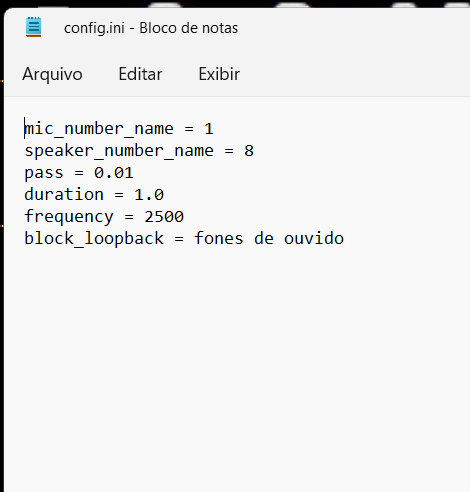 config.ini - Bloco de notas
Arquivo Editar Exibir
mic_number_name = 1
speaker_number_name = 8
pass = 0.01
duration = 1.0
frequency = 2500
block_loopback = fones de ouvido